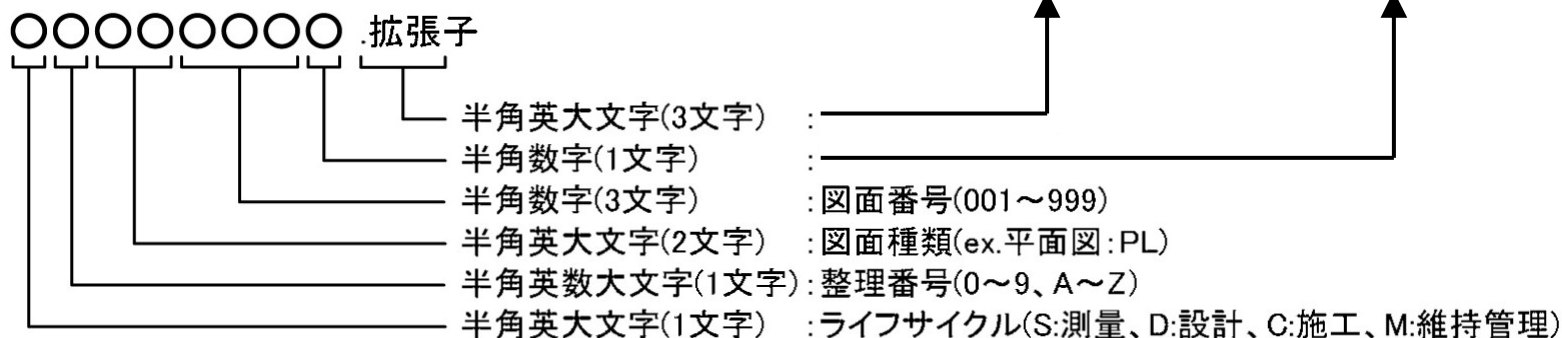 ○○○○○○○○.拡張子
半角英大文字(3文字) :
半角数字(1文字) :
半角数字(3文字) :図面番号(001～999)
半角英大文字(2文字) :図面種類(ex.平面図:PL)
半角英数大文字(1文字):整理番号(0～9、A～Z)
半角英大文字(1文字) :ライフサイクル(S:測量、D:設計、C:施工、M:維持管理)